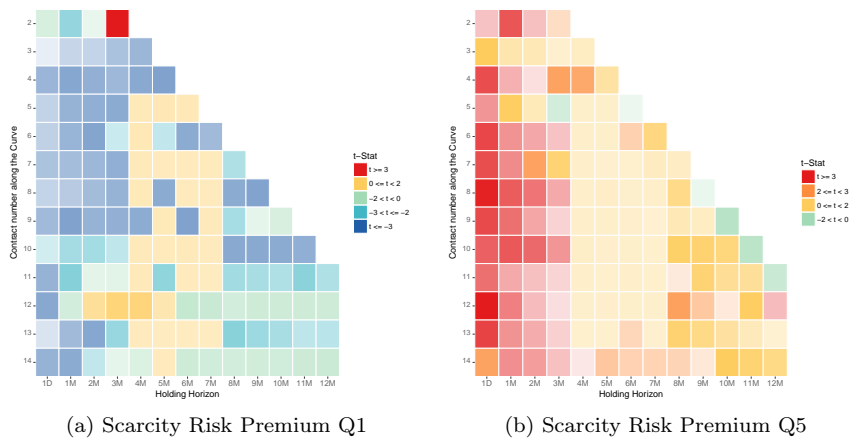 2
3
4
5
6
7
8
9
10
11
12
13
14
Contact number along the Curve
1D 1M 2M 3M 4M 5M 6M 7M 8M 9M 10M 11M 12M
Holding Horizon
t-Stat
t >= 3
0 <= t < 2
-2 < t < 0
-3 < t <= -2
t <= -3
(a) Scarcity Risk Premium Q1
2
3
4
5
6
7
8
9
10
11
12
13
14
Contact number along the Curve
1D 1M 2M 3M 4M 5M 6M 7M 8M 9M 10M 11M 12M
Holding Horizon
t-Stat
t >= 3
2 <= t < 3
0 <= t < 2
-2 < t < 0
(b) Scarcity Risk Premium Q5